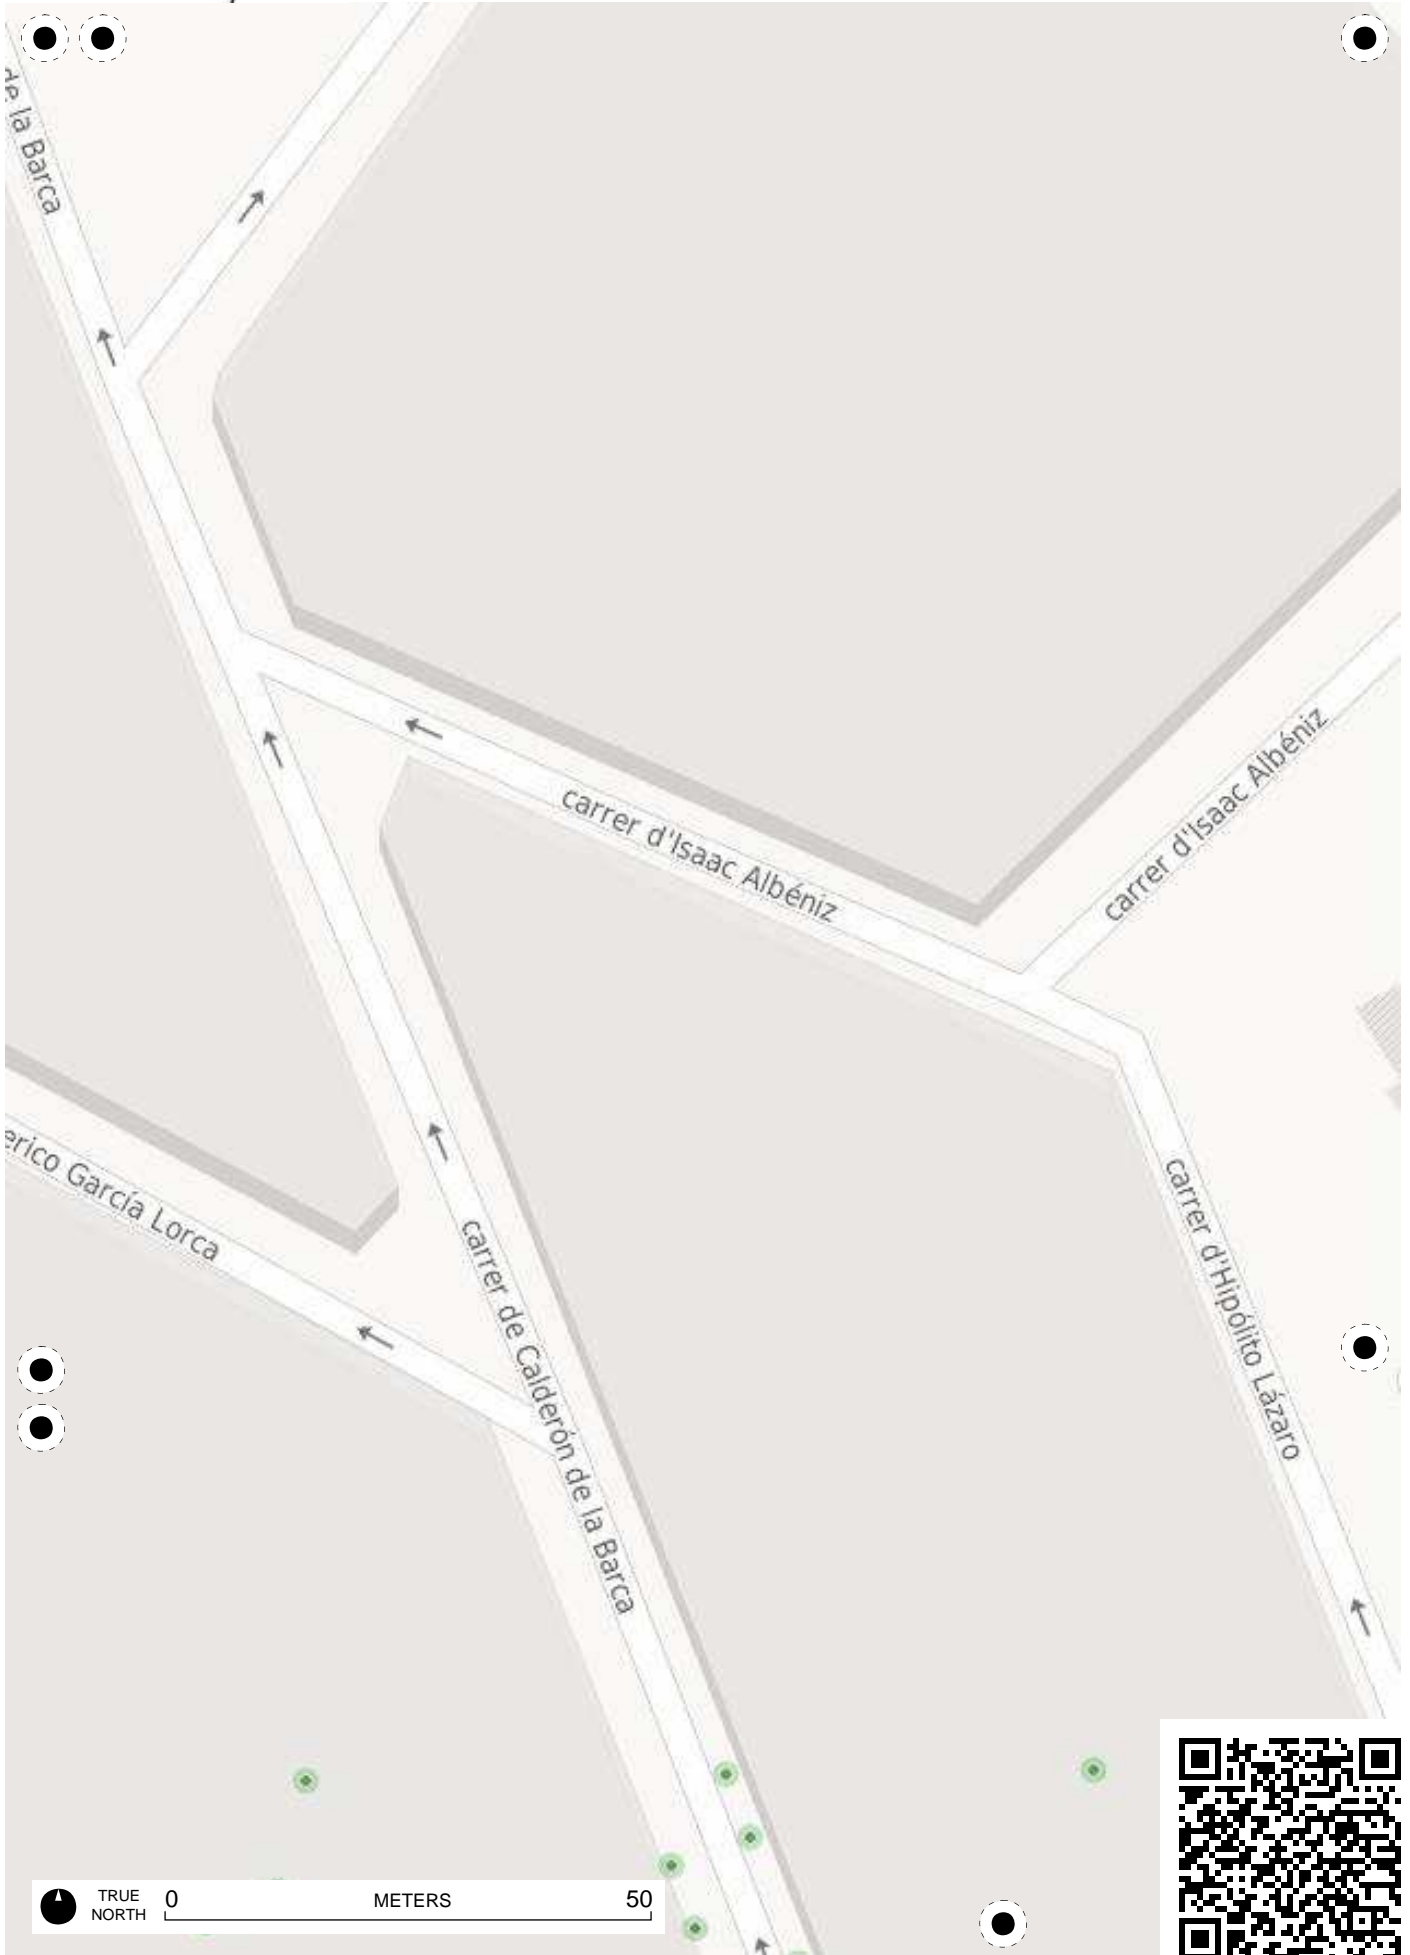 de la Barca
carrer d'Isaac Albéniz
carrer d'Isaac Albéniz
erico García Lorca
carrer de Calderón de la Barca
carrer d'Hipólito Lázaro
TRUE NORTH
0 METERS 50